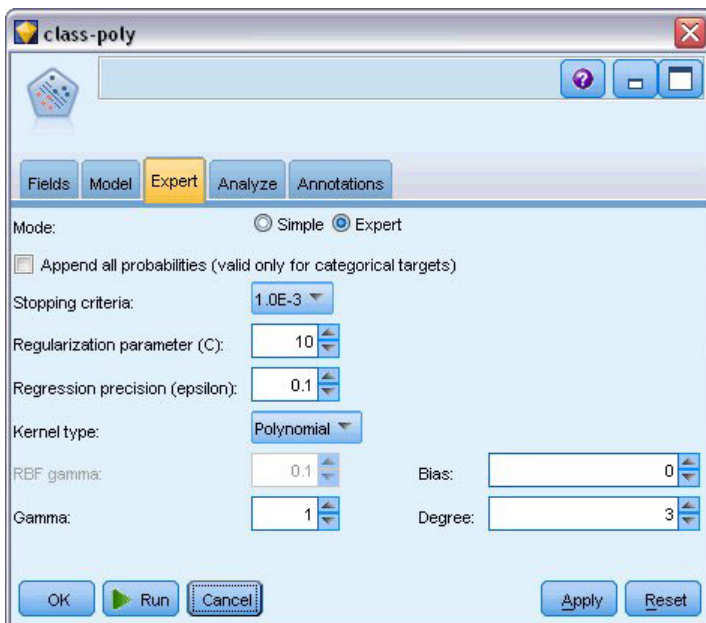 class-poly
Fields Model Expert Analyze Annotations
Mode: Simple Expert
Append all probabilities (valid only for categorical targets)
Stopping criteria: 1.0E-3
Regularization parameter (C): 10
Regression precision (epsilon): 0.1
Kernel type: Polynomial
RBF gamma: 0.1 Bias: 0
Gamma: 1 Degree: 3
OK Run Cancel Apply Reset